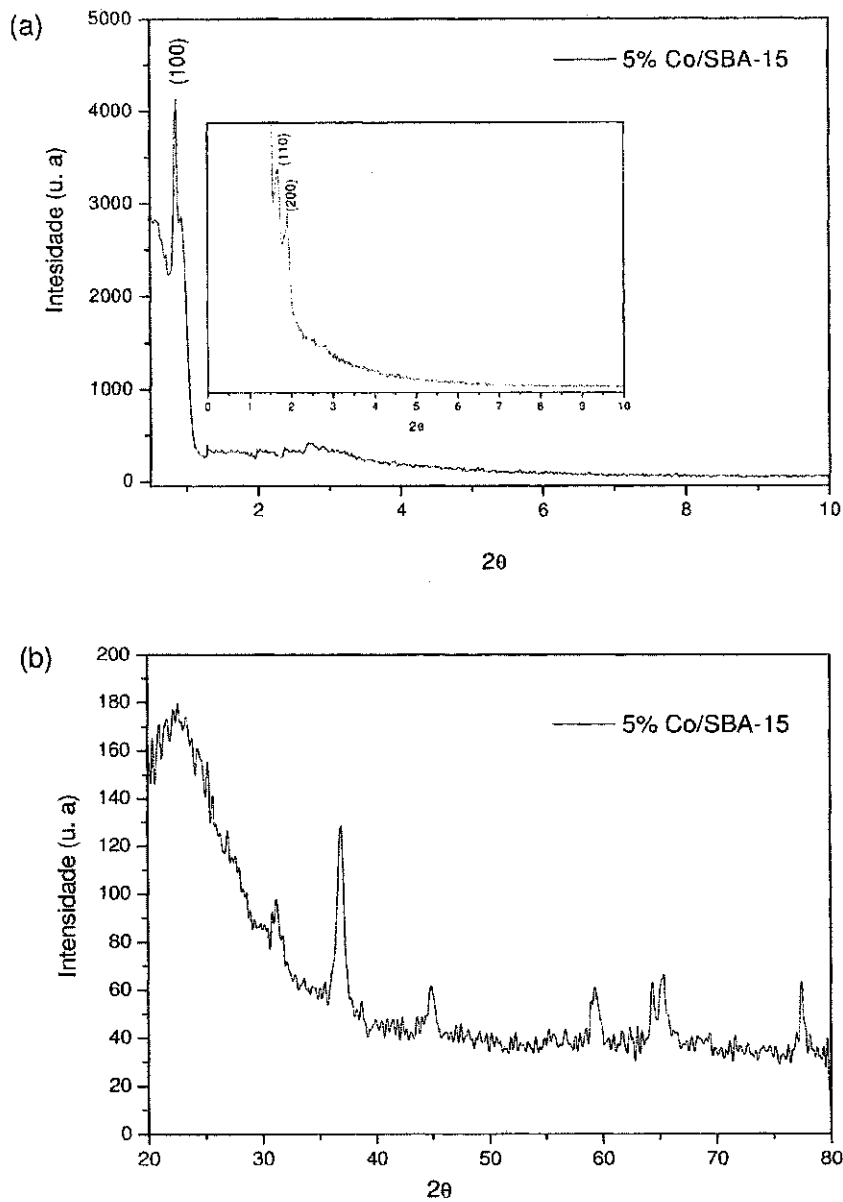 (a)
5000
4000
3000
2000
1000
0
Intesidade (u. a)
(100)
5% Co/SBA-15
(110)
(200)
0 1 2 3 4 5 6 7 8 9 10
2θ
2 4 6 8 10
2θ
(b)
200
180
160
140
120
100
80
60
40
20
0
Intensidade (u. a)
5% Co/SBA-15
20 30 40 50 60 70 80
2θ